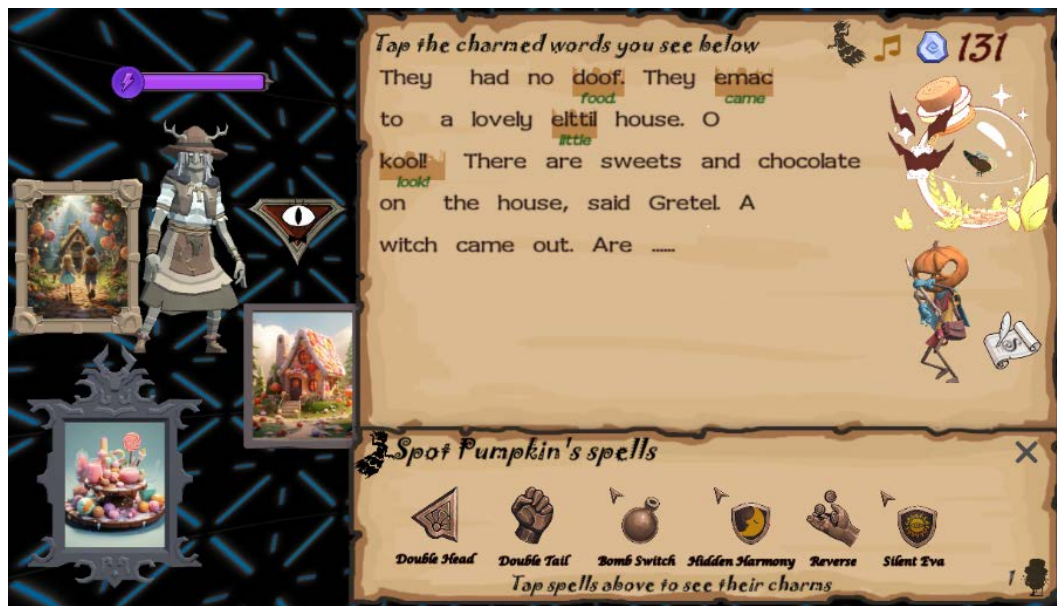 Tap the charmed words you see below
131
They had no doof. They emac
food. came
to a lovely elttil house. O
little
kool! There are sweets and chocolate
look!
on the house, said Gretel. A
witch came out. Are ......
Spot Pumpkin's spells
Double Head Double Tail Bomb Switch Hidden Harmony Reverse Silent Eva
Tap spells above to see their charms
1